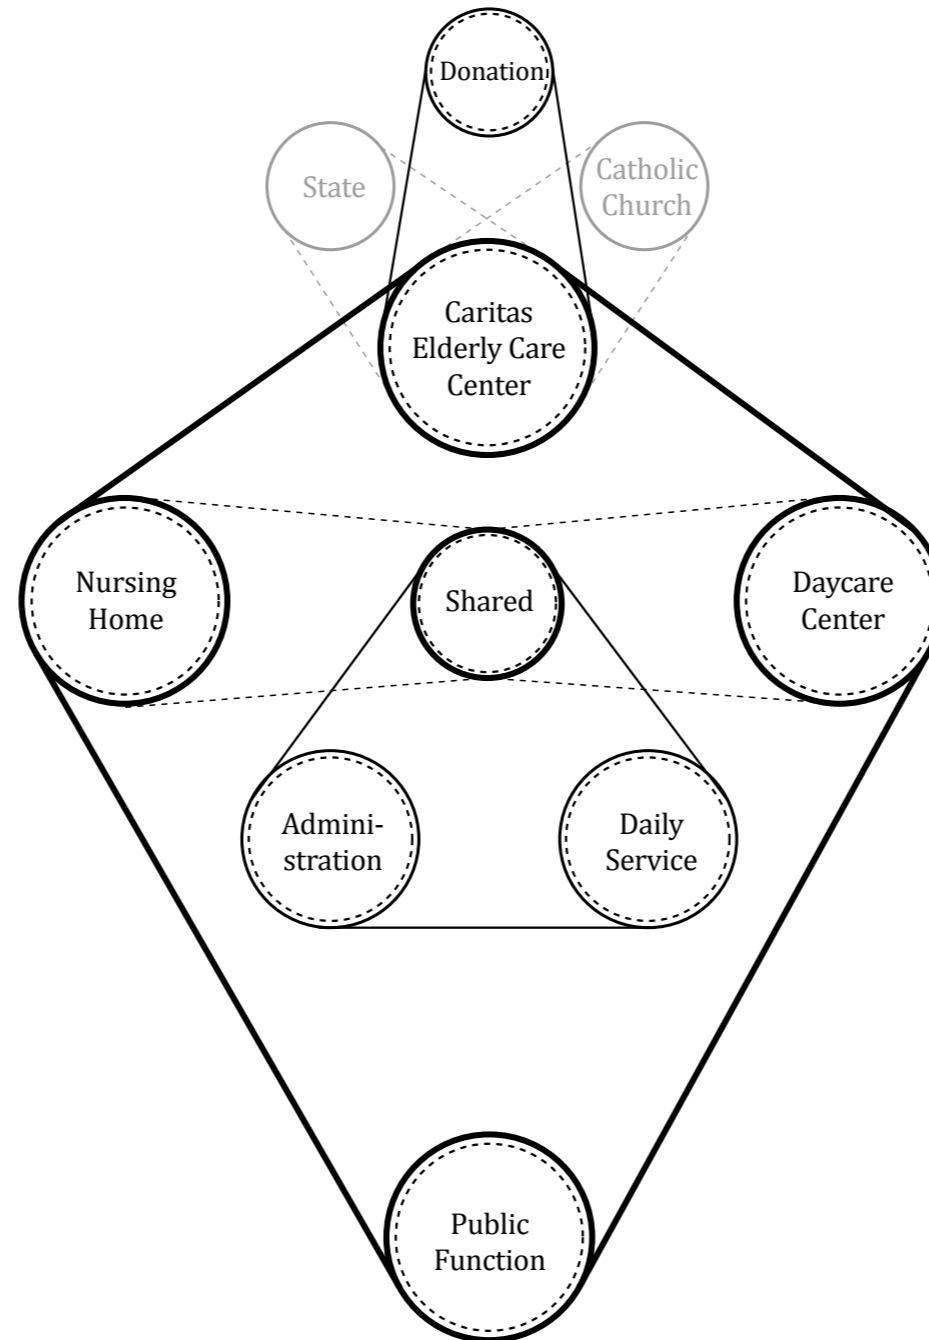 Donation
State
Catholic
Church
Caritas
Elderly Care
Center
Nursing
Home
Shared
Daycare
Center
Admini-
stration
Daily
Service
Public
Function